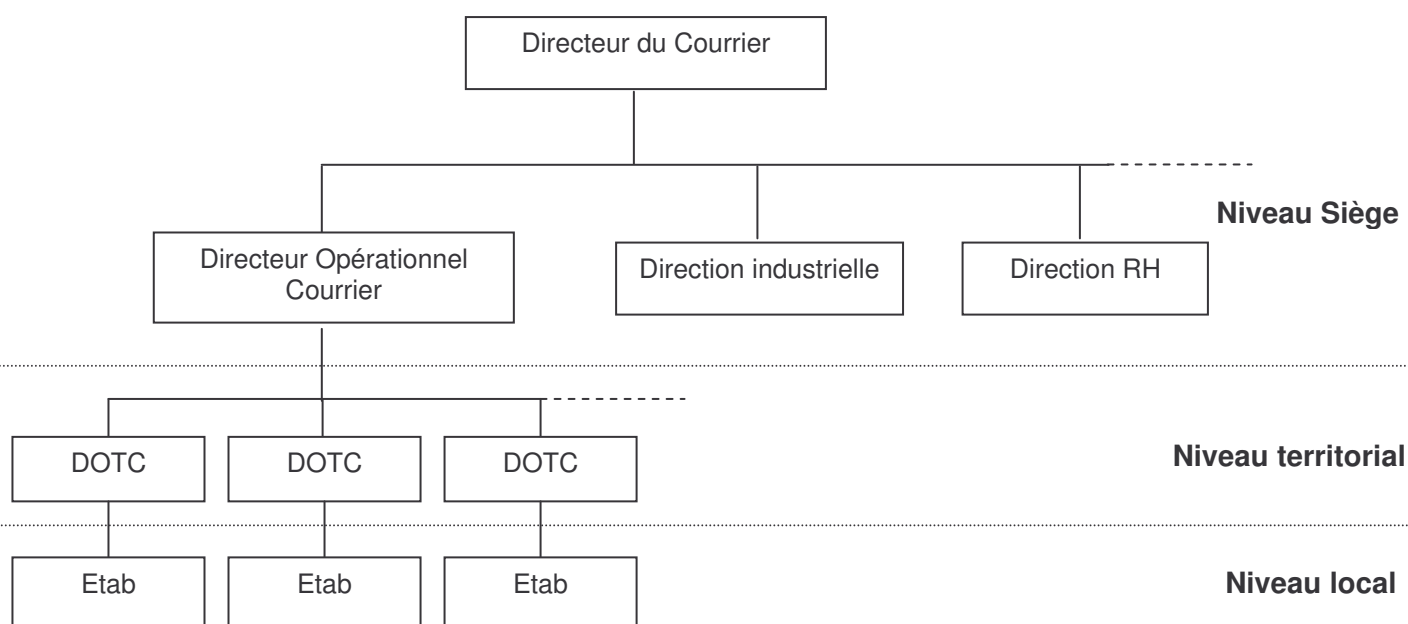 Directeur du Courrier
Niveau Siège
Directeur Opérationnel
Courrier
Direction industrielle
Direction RH
DOTC
DOTC
DOTC
Niveau territorial
Etab
Etab
Etab
Niveau local